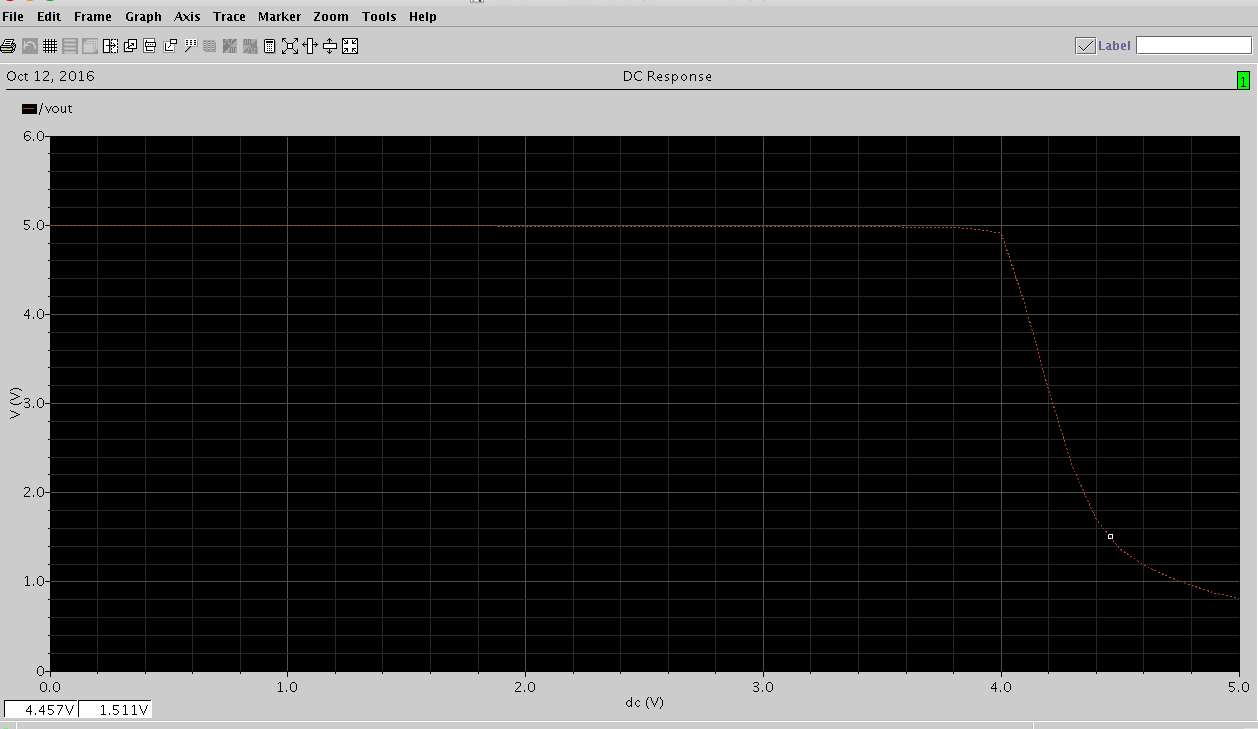 File Edit Frame Graph Axis Trace Marker Zoom Tools Help
Label
Oct 12, 2016 DC Response 1
/vout
6.0
5.0
4.0
V (V)
3.0
2.0
1.0
0
0.0 1.0 2.0 3.0 4.0 5.0
dc (V)
4.457V 1.511V